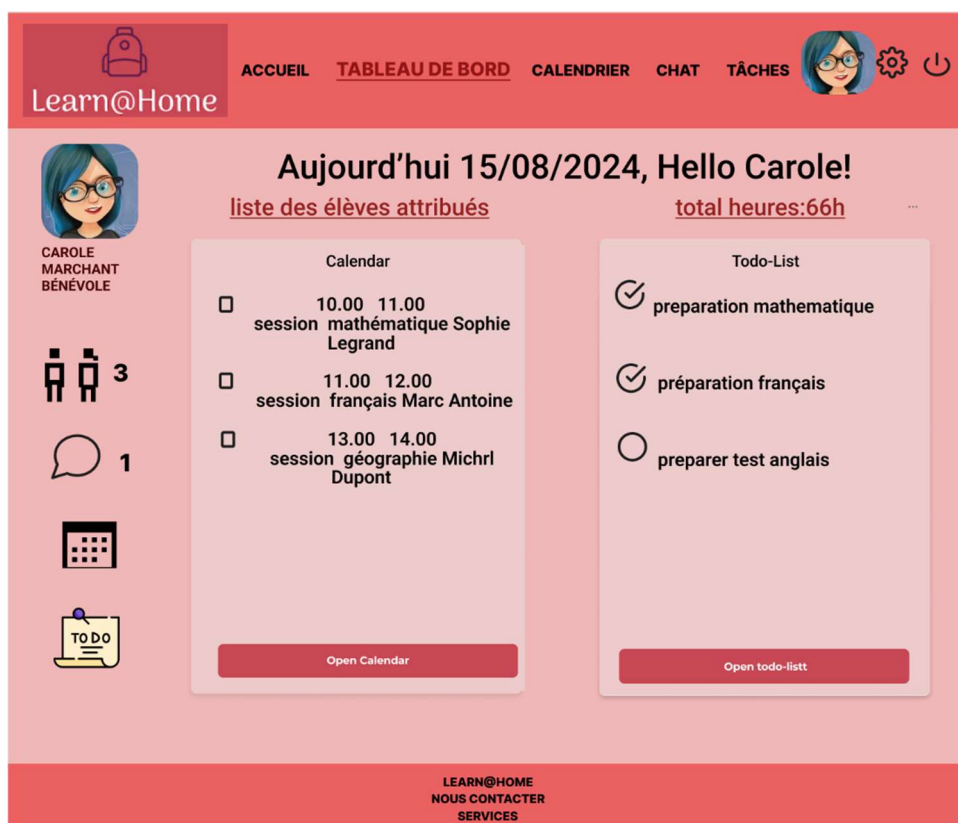 Learn@Home
ACCUEIL TABLEAU DE BORD CALENDRIER CHAT TÂCHES
Aujourd'hui 15/08/2024, Hello Carole!
liste des élèves attribués
total heures:66h
...
CAROLE
MARCHANT
BÉNÉVOLE
3
1
TO DO
Calendar
10.00 11.00
session mathématique Sophie
Legrand
11.00 12.00
session français Marc Antoine
13.00 14.00
session géographie Michrl
Dupont
Open Calendar
Todo-List
preparation mathematique
préparation français
preparer test anglais
Open todo-listt
LEARN@HOME
NOUS CONTACTER
SERVICES